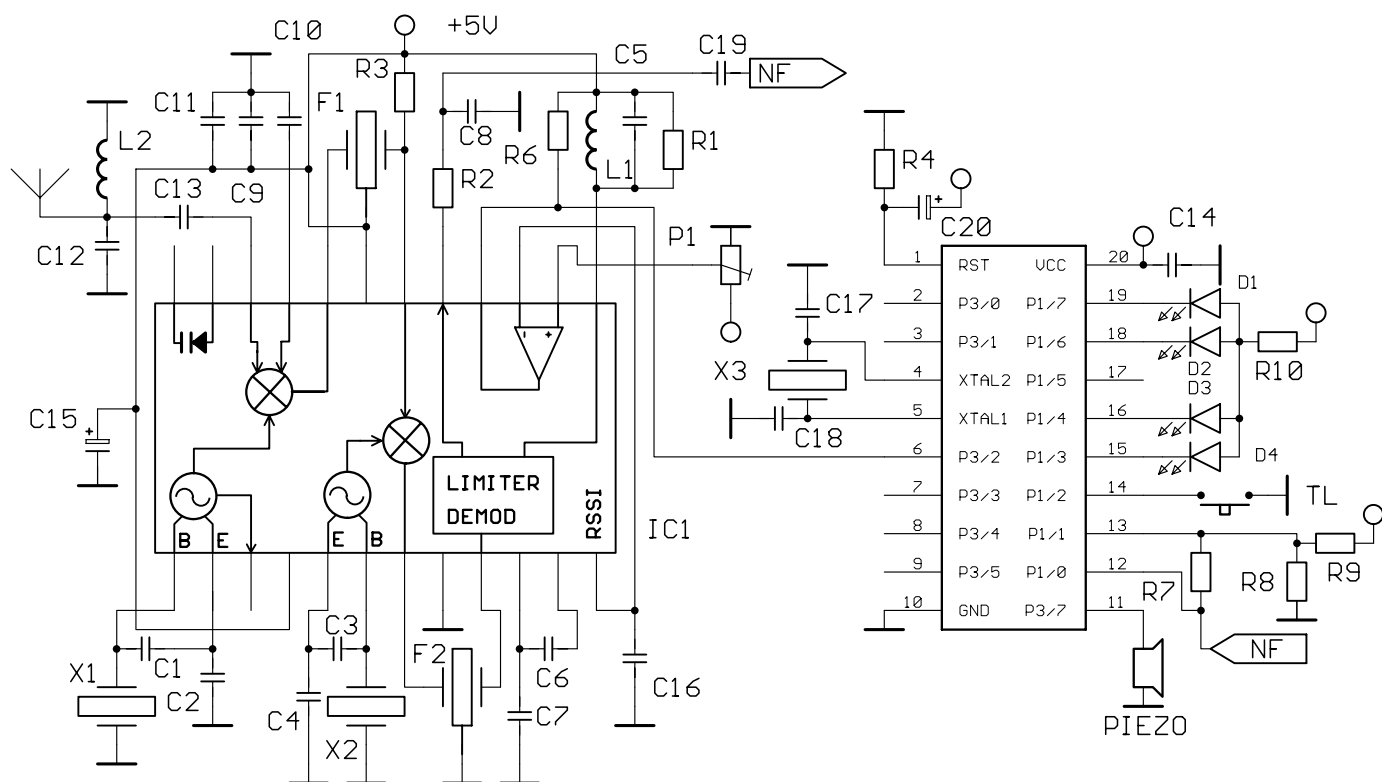 C10
+5V
C19
NF
C5
R3
C11
F1
C8
R6
L1
R1
L2
R2
R4
C13
C9
C20
C14
C12
P1
1 RST VCC 20
D1
2 P3/0 P1/7 19
C17
3 P3/1 P1/6 18
R10
D2
X3
4 XTAL2 P1/5 17
D3
- +
C15
5 XTAL1 P1/4 16
C18
6 P3/2 P1/3 15
D4
LIMITER
DEMOD
RSSI
7 P3/3 P1/2 14
TL
IC1
8 P3/4 P1/1 13
B E
E B
R9
9 P3/5 P1/0 12
R7
R8
10 GND P3/7 11
C3
F2
NF
C1
C6
X1
C2
C16
C4
C7
X2
PIEZO